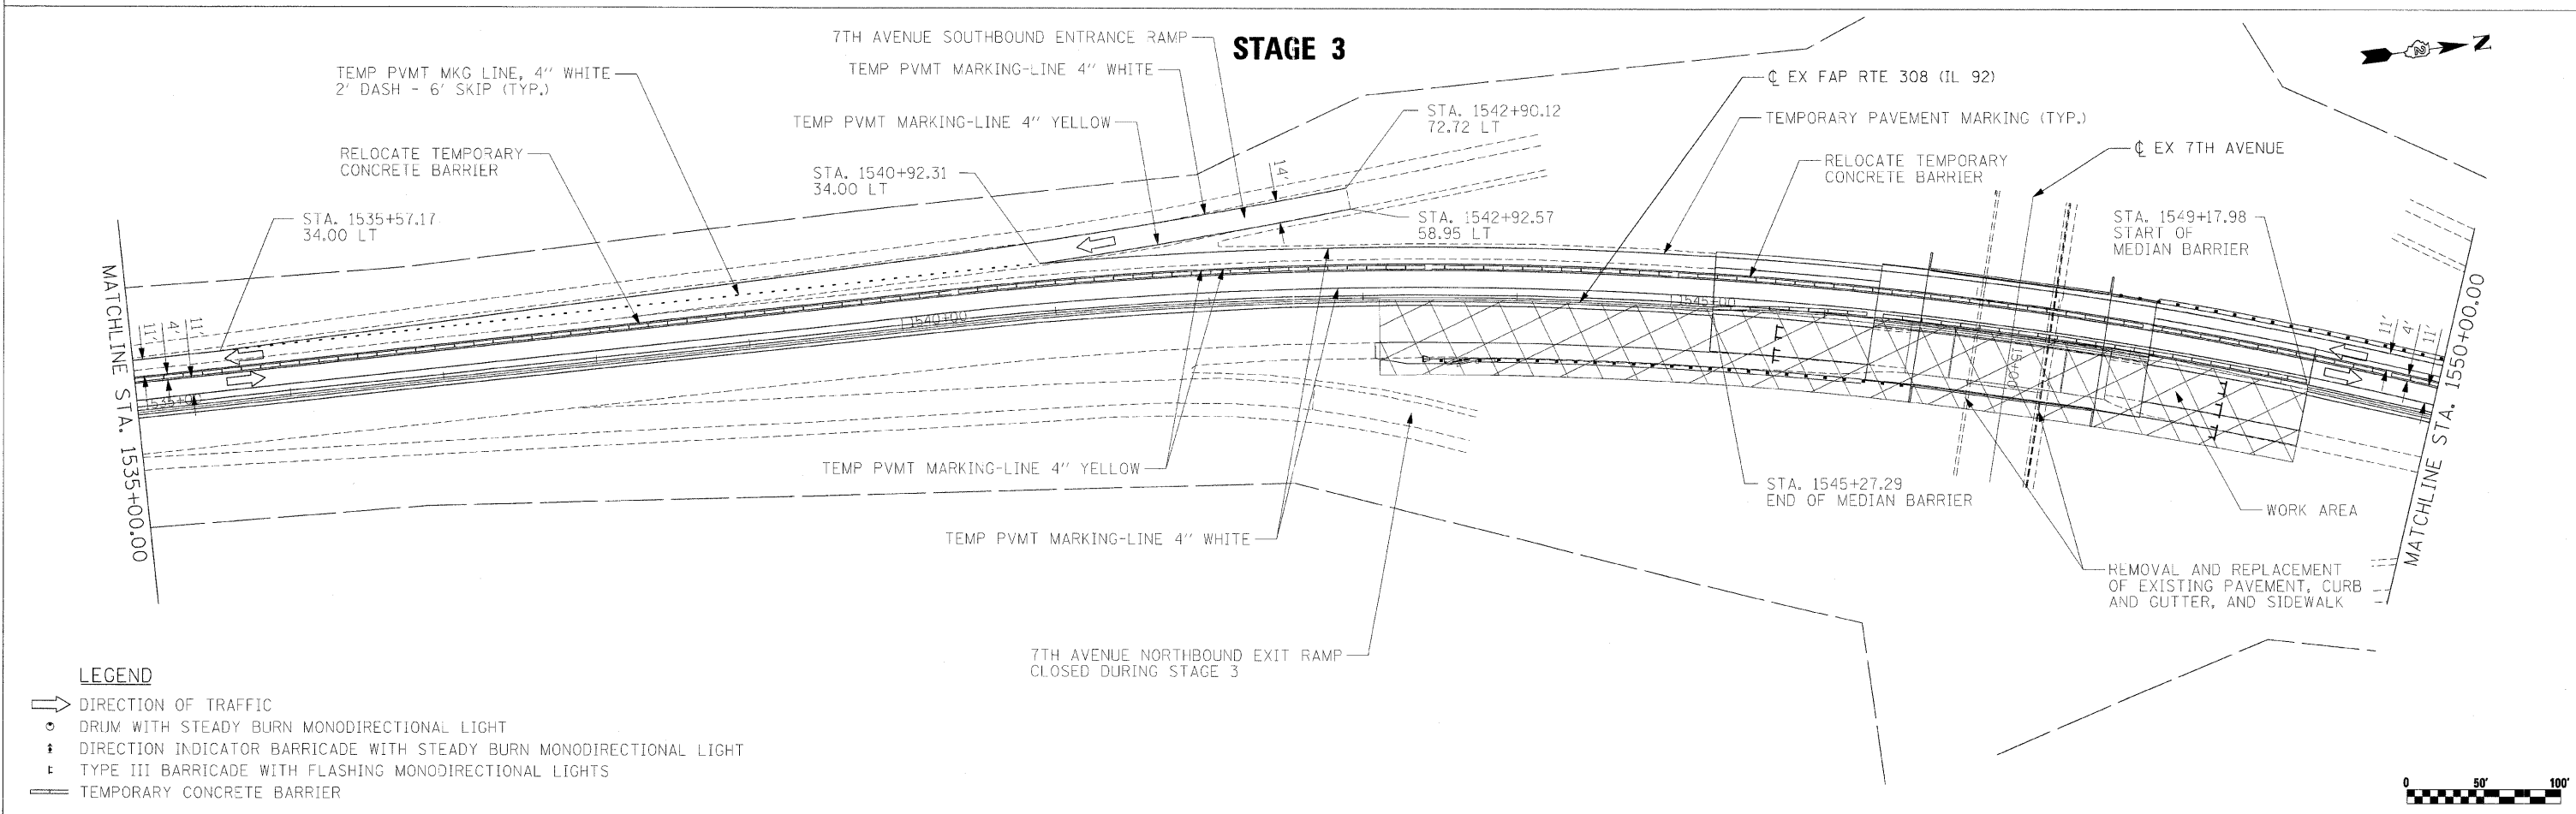 STAGE 3
7TH AVENUE SOUTHBOUND ENTRANCE RAMP
TEMP PVMT MARKING-LINE 4" WHITE
TEMP PVMT MARKING-LINE 4" YELLOW
TEMP PVMT MKG LINE, 4" WHITE
2' DASH - 6' SKIP (TYP.)
RELOCATE TEMPORARY
CONCRETE BARRIER
STA. 1535+57.17
34.00 LT
STA. 1540+92.31
34.00 LT
STA. 1542+90.12
72.72 LT
STA. 1542+92.57
58.95 LT
14'
℄ EX FAP RTE 308 (IL 92)
TEMPORARY PAVEMENT MARKING (TYP.)
RELOCATE TEMPORARY
CONCRETE BARRIER
℄ EX 7TH AVENUE
STA. 1549+17.98
START OF
MEDIAN BARRIER
N
MATCHLINE STA. 1535+00.00
11'
4'
11'
1535+00
1540+00
1545+00
11'
4'
11'
MATCHLINE STA. 1550+00.00
TEMP PVMT MARKING-LINE 4" YELLOW
TEMP PVMT MARKING-LINE 4" WHITE
STA. 1545+27.29
END OF MEDIAN BARRIER
WORK AREA
REMOVAL AND REPLACEMENT
OF EXISTING PAVEMENT, CURB
AND GUTTER, AND SIDEWALK
7TH AVENUE NORTHBOUND EXIT RAMP
CLOSED DURING STAGE 3
LEGEND
DIRECTION OF TRAFFIC
DRUM WITH STEADY BURN MONODIRECTIONAL LIGHT
DIRECTION INDICATOR BARRICADE WITH STEADY BURN MONODIRECTIONAL LIGHT
TYPE III BARRICADE WITH FLASHING MONODIRECTIONAL LIGHTS
TEMPORARY CONCRETE BARRIER
0 50' 100'